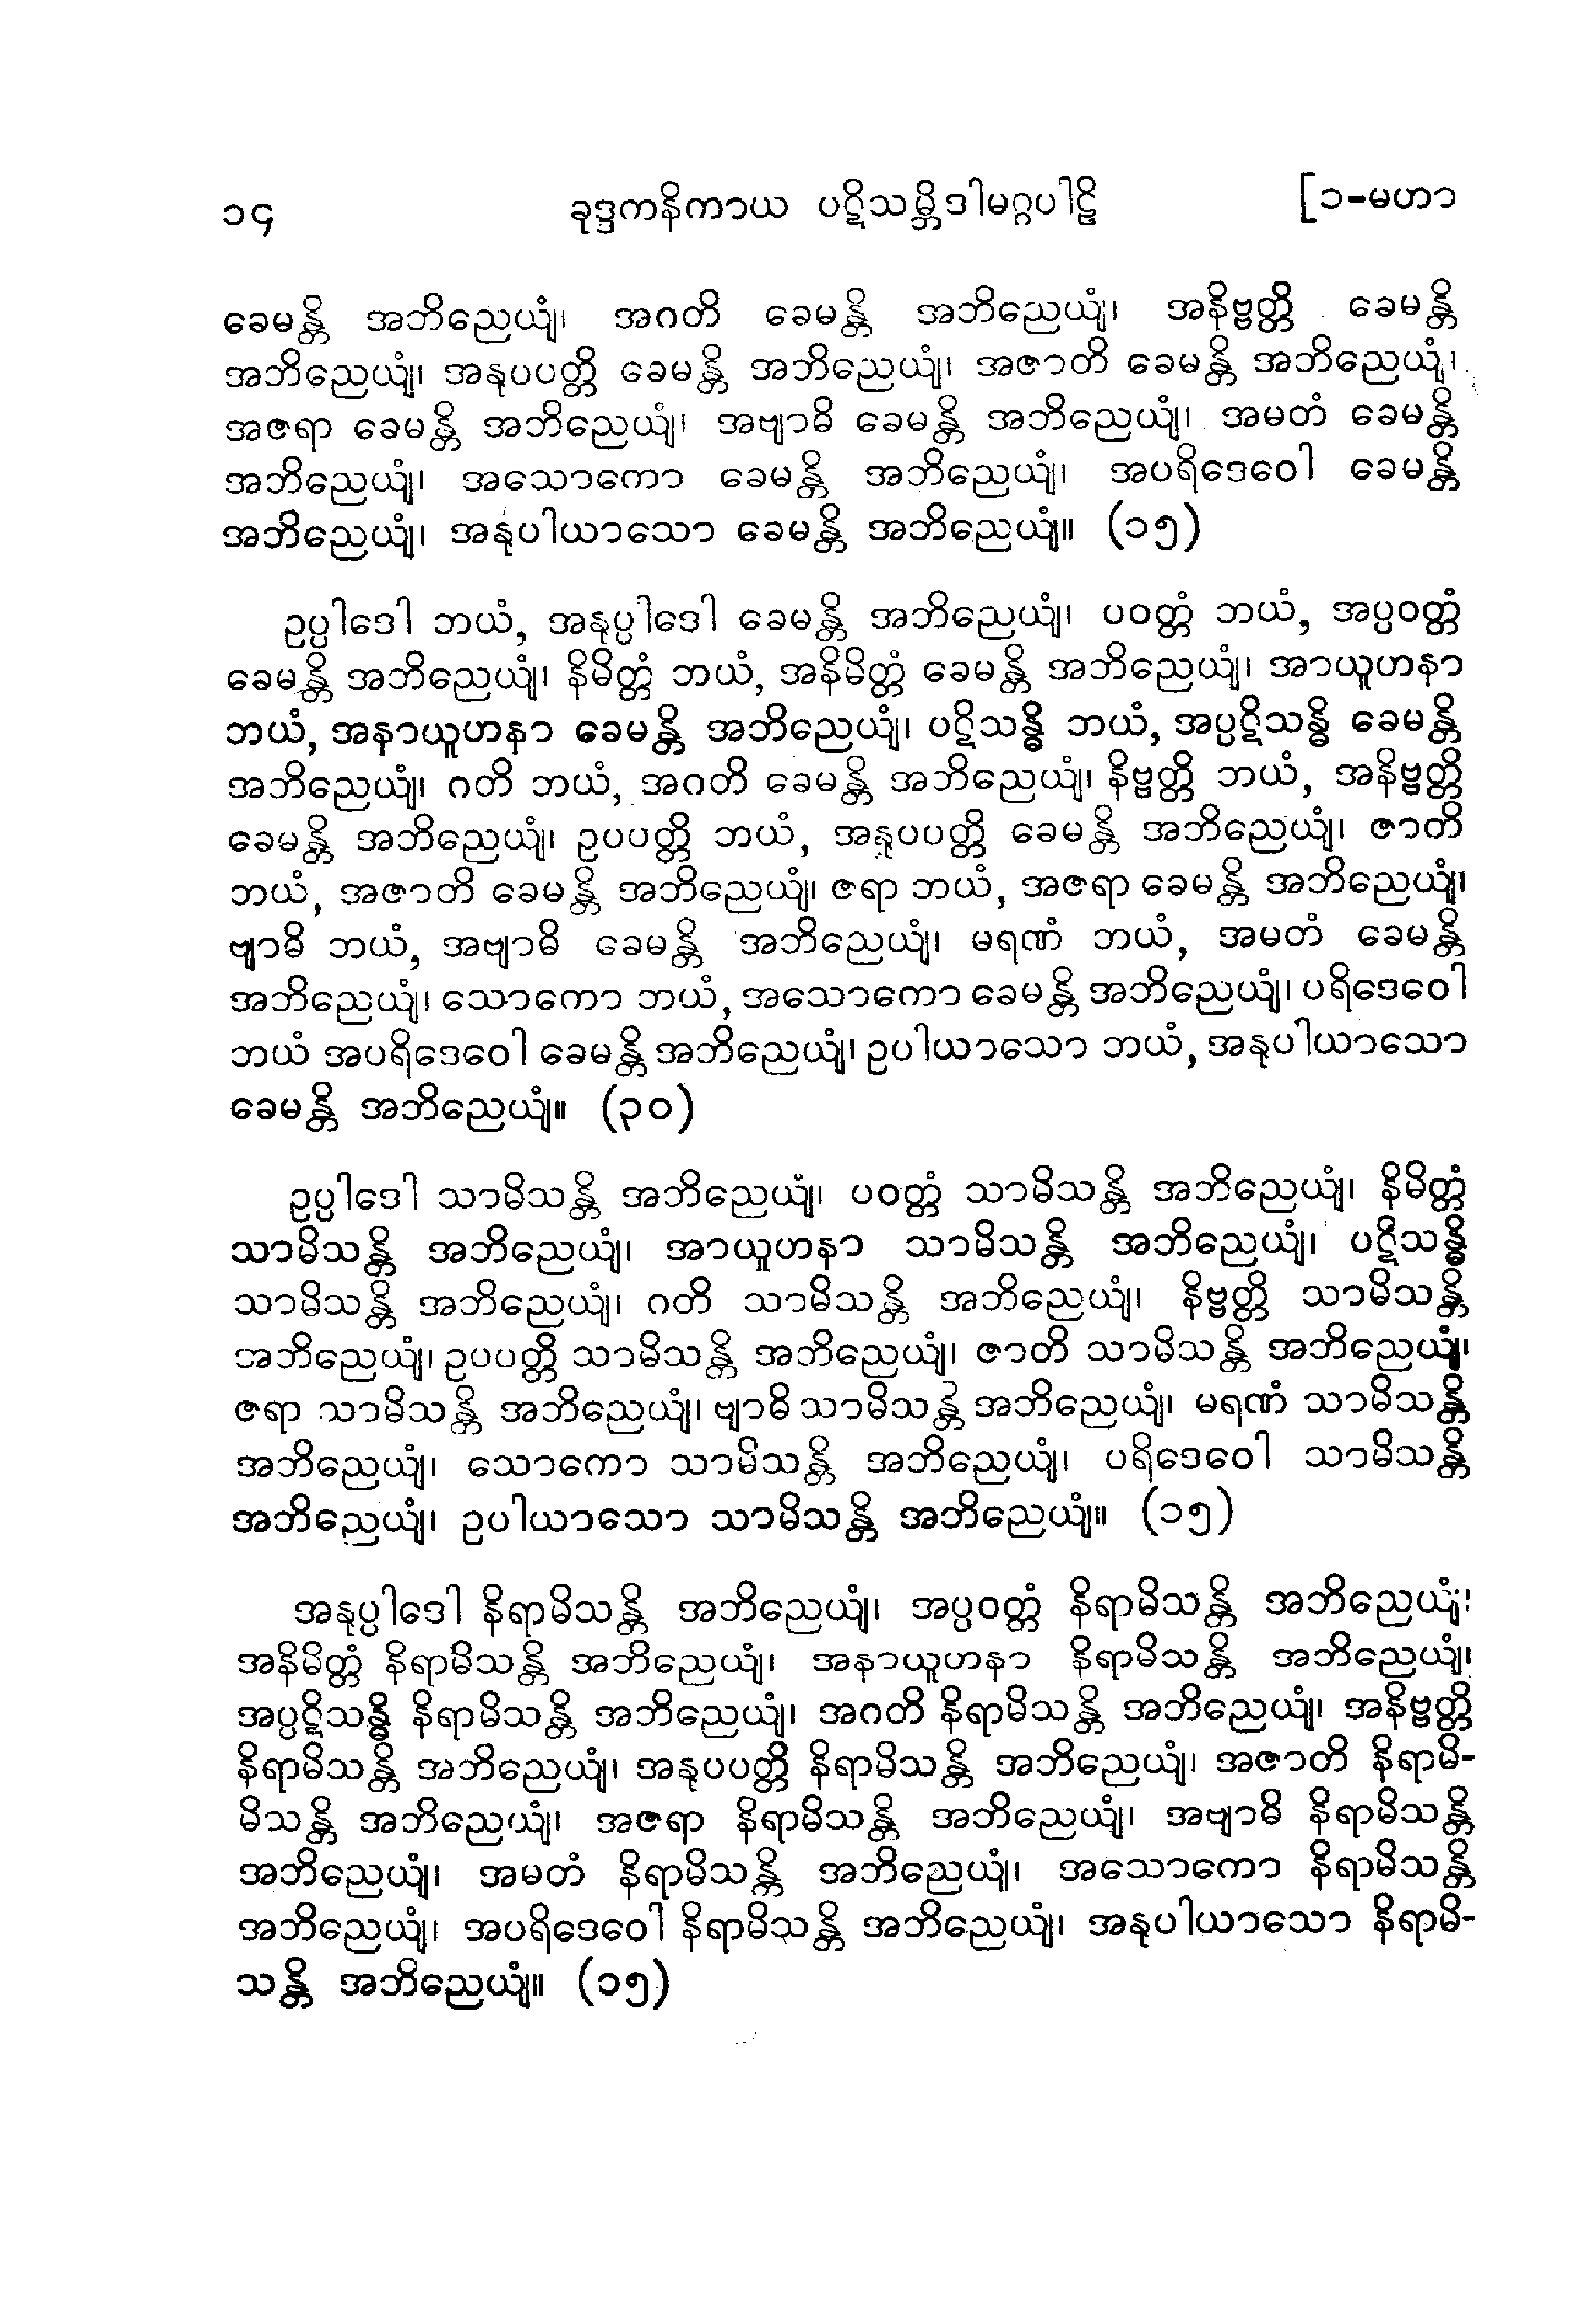 ၁၄ ခုဒ္ဒကနိကာယ ပဋိသမ္ဘိဒါမဂ္ဂပါဠိ [၁-မဟာ
ခေမန္တိ အဘိညေယျံ၊ အဂတိ ခေမန္တိ အဘိညေယျံ၊ အနိဗ္ဗတ္တိ ခေမန္တိ
အဘိညေယျံ၊ အနုပပတ္တိ ခေမန္တိ အဘိညေယျံ၊ အဇာတိ ခေမန္တိ အဘိညေယျံ၊
အဇရာ ခေမန္တိ အဘိညေယျံ၊ အဗျာဓိ ခေမန္တိ အဘိညေယျံ၊ အမတံ ခေမန္တိ
အဘိညေယျံ၊ အသောကော ခေမန္တိ အဘိညေယျံ၊ အပရိဒေဝေါ ခေမန္တိ
အဘိညေယျံ၊ အနုပါယာသော ခေမန္တိ အဘိညေယျံ။ (၁၅)
ဥပ္ပါဒေါ ဘယံ, အနုပ္ပါဒေါ ခေမန္တိ အဘိညေယျံ၊ ပဝတ္တံ ဘယံ, အပ္ပဝတ္တံ
ခေမန္တိ အဘိညေယျံ၊ နိမိတ္တံ ဘယံ, အနိမိတ္တံ ခေမန္တိ အဘိညေယျံ၊ အာယူဟနာ
ဘယံ, အနာယူဟနာ ခေမန္တိ အဘိညေယျံ၊ ပဋိသန္ဓိ ဘယံ, အပ္ပဋိသန္ဓိ ခေမန္တိ
အဘိညေယျံ၊ ဂတိ ဘယံ, အဂတိ ခေမန္တိ အဘိညေယျံ၊ နိဗ္ဗတ္တိ ဘယံ, အနိဗ္ဗတ္တိ
ခေမန္တိ အဘိညေယျံ၊ ဥပပတ္တိ ဘယံ, အနုပပတ္တိ ခေမန္တိ အဘိညေယျံ၊ ဇာတိ
ဘယံ, အဇာတိ ခေမန္တိ အဘိညေယျံ၊ ဇရာ ဘယံ, အဇရာ ခေမန္တိ အဘိညေယျံ၊
ဗျာဓိ ဘယံ, အဗျာဓိ ခေမန္တိ အဘိညေယျံ၊ မရဏံ ဘယံ, အမတံ ခေမန္တိ
အဘိညေယျံ၊ သောကော ဘယံ, အသောကော ခေမန္တိ အဘိညေယျံ၊ ပရိဒေဝေါ
ဘယံ အပရိဒေဝေါ ခေမန္တိ အဘိညေယျံ၊ ဥပါယာသော ဘယံ, အနုပါယာသော
ခေမန္တိ အဘိညေယျံ။ (၃၀)
ဥပ္ပါဒေါ သာမိသန္တိ အဘိညေယျံ၊ ပဝတ္တံ သာမိသန္တိ အဘိညေယျံ၊ နိမိတ္တံ
သာမိသန္တိ အဘိညေယျံ၊ အာယူဟနာ သာမိသန္တိ အဘိညေယျံ၊ ပဋိသန္ဓိ
သာမိသန္တိ အဘိညေယျံ၊ ဂတိ သာမိသန္တိ အဘိညေယျံ၊ နိဗ္ဗတ္တိ သာမိသန္တိ
အဘိညေယျံ၊ ဥပပတ္တိ သာမိသန္တိ အဘိညေယျံ၊ ဇာတိ သာမိသန္တိ အဘိညေယျံ၊
ဇရာ သာမိသန္တိ အဘိညေယျံ၊ ဗျာဓိ သာမိသန္တိ အဘိညေယျံ၊ မရဏံ သာမိသန္တိ
အဘိညေယျံ၊ သောကော သာမိသန္တိ အဘိညေယျံ၊ ပရိဒေဝေါ သာမိသန္တိ
အဘိညေယျံ၊ ဥပါယာသော သာမိသန္တိ အဘိညေယျံ။ (၁၅)
အနုပ္ပါဒေါ နိရာမိသန္တိ အဘိညေယျံ၊ အပ္ပဝတ္တံ နိရာမိသန္တိ အဘိညေယျံ၊
အနိမိတ္တံ နိရာမိသန္တိ အဘိညေယျံ၊ အနာယူဟနာ နိရာမိသန္တိ အဘိညေယျံ၊
အပ္ပဋိသန္ဓိ နိရာမိသန္တိ အဘိညေယျံ၊ အဂတိ နိရာမိသန္တိ အဘိညေယျံ၊ အနိဗ္ဗတ္တိ
နိရာမိသန္တိ အဘိညေယျံ၊ အနုပပတ္တိ နိရာမိသန္တိ အဘိညေယျံ၊ အဇာတိ နိရာမိ-
မိသန္တိ အဘိညေယျံ၊ အဇရာ နိရာမိသန္တိ အဘိညေယျံ၊ အဗျာဓိ နိရာမိသန္တိ
အဘိညေယျံ၊ အမတံ နိရာမိသန္တိ အဘိညေယျံ၊ အသောကော နိရာမိသန္တိ
အဘိညေယျံ၊ အပရိဒေဝေါ နိရာမိသန္တိ အဘိညေယျံ၊ အနုပါယာသော နိရာမိ-
သန္တိ အဘိညေယျံ။ (၁၅)